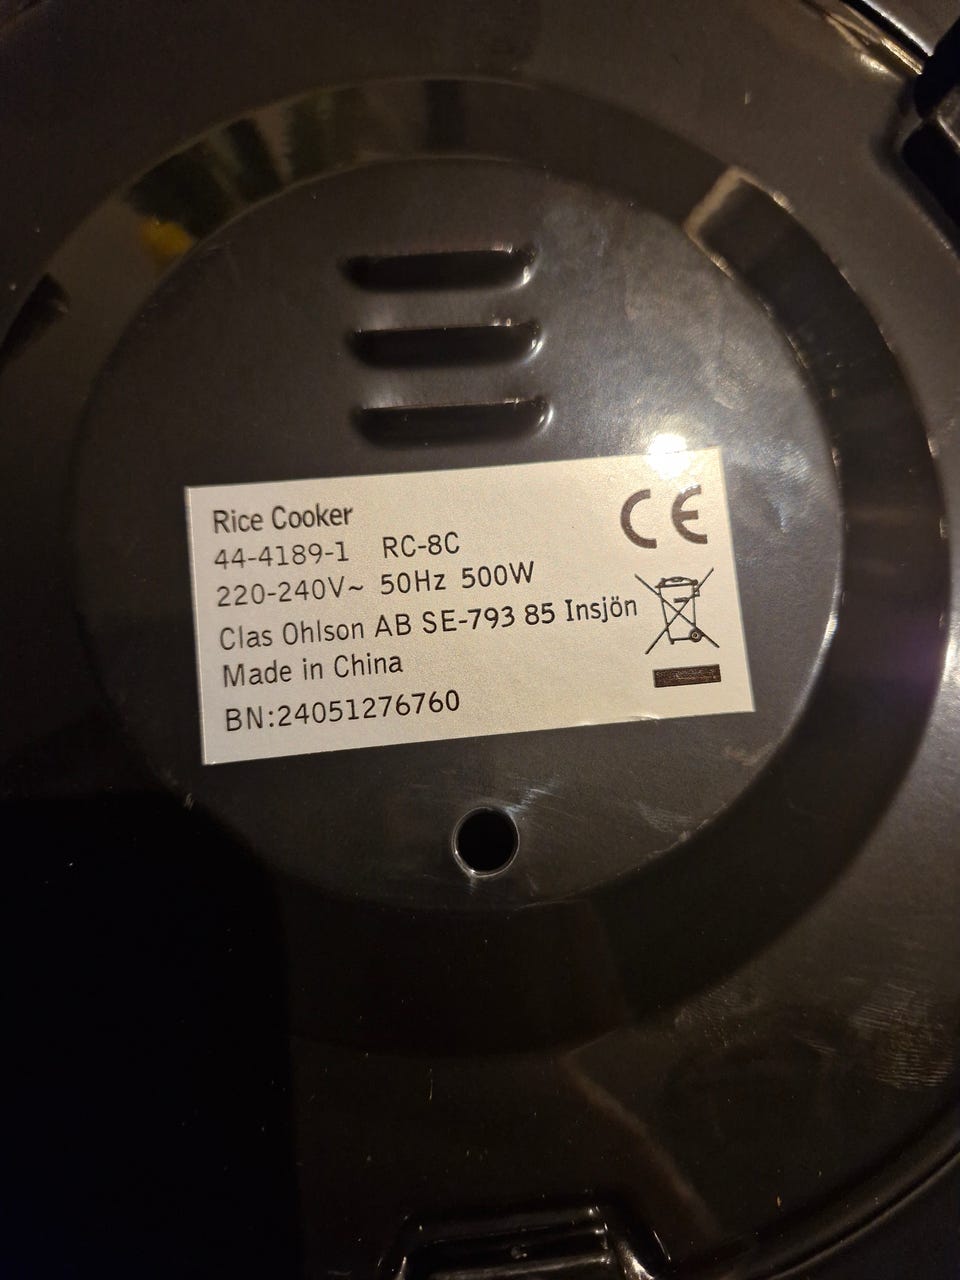 Rice Cooker
44-4189-1 RC-8C
220-240V~ 50Hz 500W
Clas Ohlson AB SE-793 85 Insjön
Made in China
BN:24051276760
CE